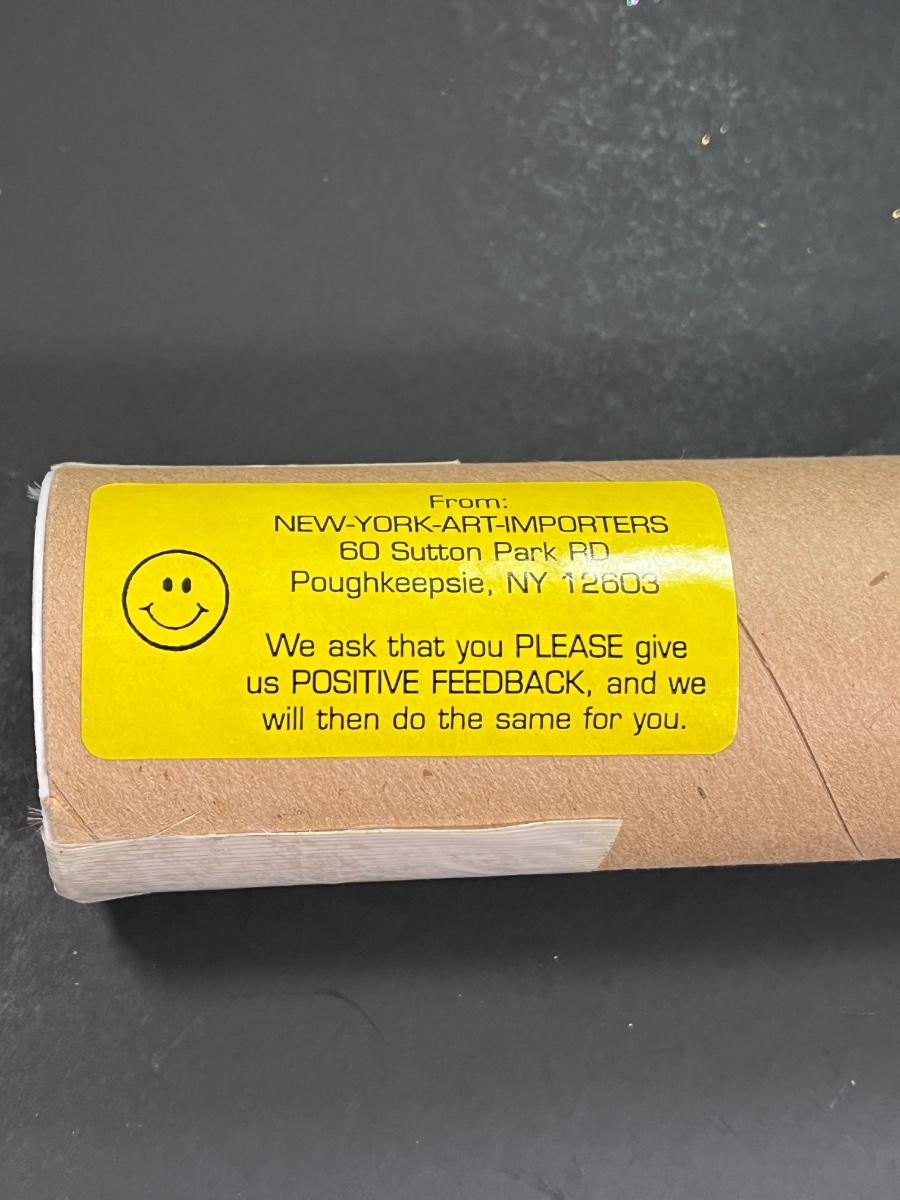 From:
NEW-YORK-ART-IMPORTERS
60 Sutton Park RD
Poughkeepsie, NY 12603
We ask that you PLEASE give
us POSITIVE FEEDBACK, and we
will then do the same for you.